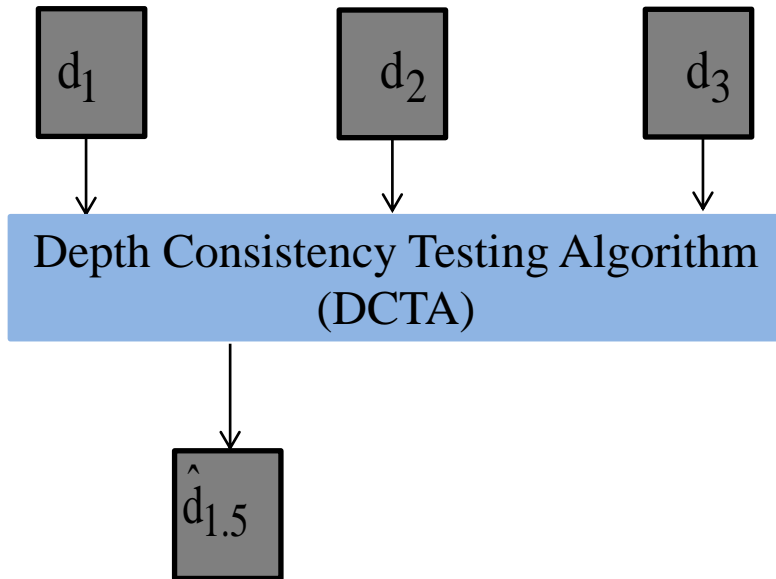 d₁ d₂ d₃
Depth Consistency Testing Algorithm
(DCTA)
d̂₁.₅